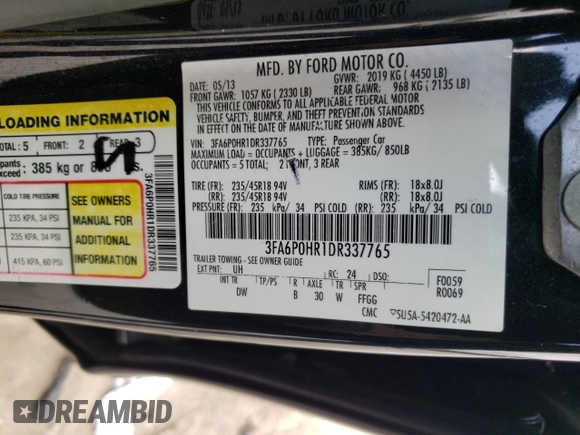 MFD. BY FORD MOTOR CO.
DATE: 05/13
GVWR: 2019 KG ( 4450 LB)
FRONT GAWR: 1057 KG ( 2330 LB)
REAR GAWR: 968 KG ( 2135 LB)
THIS VEHICLE CONFORMS TO ALL APPLICABLE FEDERAL MOTOR
VEHICLE SAFETY, BUMPER, AND THEFT PREVENTION STANDARDS
IN EFFECT ON THE DATE OF MANUFACTURE SHOWN ABOVE.
VIN: 3FA6P0HR1DR337765
TYPE: Passenger Car
MAXIMUM LOAD = OCCUPANTS + LUGGAGE = 385KG/ 850LB
OCCUPANTS = 5 TOTAL; 2 FRONT, 3 REAR
TIRE (FR): 235/45R18 94V RIMS (FR): 18x8.0J
(RR): 235/45R18 94V (RR): 18x8.0J
PRESSURE (FR): 235 kPa/ 34 PSI COLD (RR): 235 kPa/ 34 PSI COLD
3FA6P0HR1DR337765
TRAILER TOWING - SEE OWNER GUIDE
EXT PNT: UH RC: 24 DSO: F0059
INT TR TP/PS R AXLE TR SPR R0069
DW B 30 W FFGG
CMC
5U5A-5420472-AA
LOADING INFORMATION
TOTAL : 5 FRONT: 2 REAR: 3
385 kg or
COLD TIRE PRESSURE
235 KPA, 34 PSI
235 KPA, 34 PSI
415 KPA, 60 PSI
SEE OWNERS
MANUAL FOR
ADDITIONAL
INFORMATION
3FA6P0HR1DR337765
DREAMBID